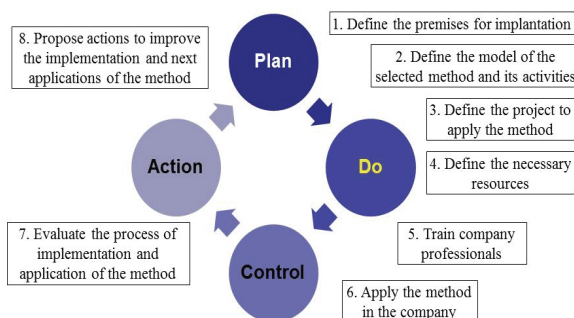 1. Define the premises for implantation
8. Propose actions to improve
the implementation and next
applications of the method
Plan
2. Define the model of the
selected method and its activities
3. Define the project to
apply the method
Action
Do
4. Define the necessary
resources
7. Evaluate the process of
implementation and
application of the method
5. Train company
professionals
Control
6. Apply the method
in the company